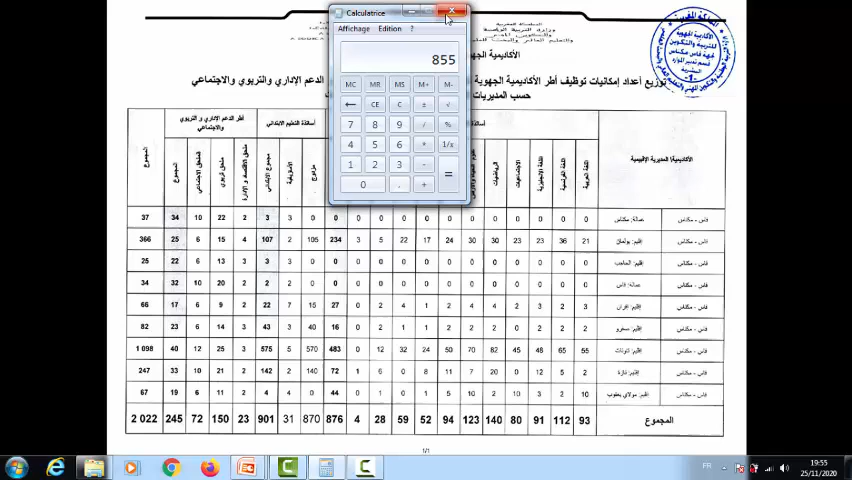 Calculatrice
Affichage Edition ?
855
MC MR MS M+ M-
← CE C ± √
7 8 9 / %
4 5 6 * 1/x
1 2 3 - =
0 . +
المملكة المغربية
وزارة التربية الوطنية
توزيع أعداد إمكانيات توظيف أطر الأكاديمية الجهوية
الدعم الإداري والتربوي والاجتماعي
حسب المديريات
الأكاديمية/ المديرية الإقليمية
أساتذة التعليم الابتدائي
أطر الدعم الإداري و التربوي والاجتماعي
اللغة العربية اللغة الفرنسية اللغة الإنجليزية الاجتماعيات الرياضيات مزدوج الأمازيغية مجموع الابتدائي ملحق الاقتصاد و الإدارة ملحق تربوي الملحق الاجتماعي المجموع المجموع
فاس - مكناس عمالة: مكناس 0 0 0 0 0 0 0 0 0 0 0 0 0 3 3 0 22 10 34 37
فاس - مكناس إقليم: بولمان 21 36 23 23 30 30 24 17 22 5 3 234 105 2 107 4 15 6 25 366
فاس - مكناس إقليم: الحاجب 0 0 0 0 0 0 0 0 0 0 0 0 0 3 3 3 13 6 22 25
فاس - مكناس عمالة: فاس 0 0 0 0 0 0 0 0 0 0 0 0 0 2 2 2 20 10 32 34
فاس - مكناس إقليم: إفران 3 2 3 2 4 4 1 4 2 2 0 27 15 7 22 2 9 6 17 66
فاس - مكناس إقليم: صفرو 2 2 2 2 2 2 0 1 1 2 0 16 40 3 43 3 14 6 23 82
فاس - مكناس إقليم: تاونات 55 65 48 45 82 70 50 24 32 12 0 483 570 5 575 3 25 12 40 1 098
فاس - مكناس إقليم: تازة 2 5 12 0 20 7 11 8 0 6 1 72 140 2 142 2 21 10 33 247
فاس - مكناس إقليم: مولاي يعقوب 10 2 3 10 2 10 5 1 0 1 0 44 0 4 4 2 11 6 19 67
المجموع 93 112 91 80 140 123 94 52 59 28 4 876 870 31 901 23 150 72 245 2 022
1/1
FR
19:55
25/11/2020